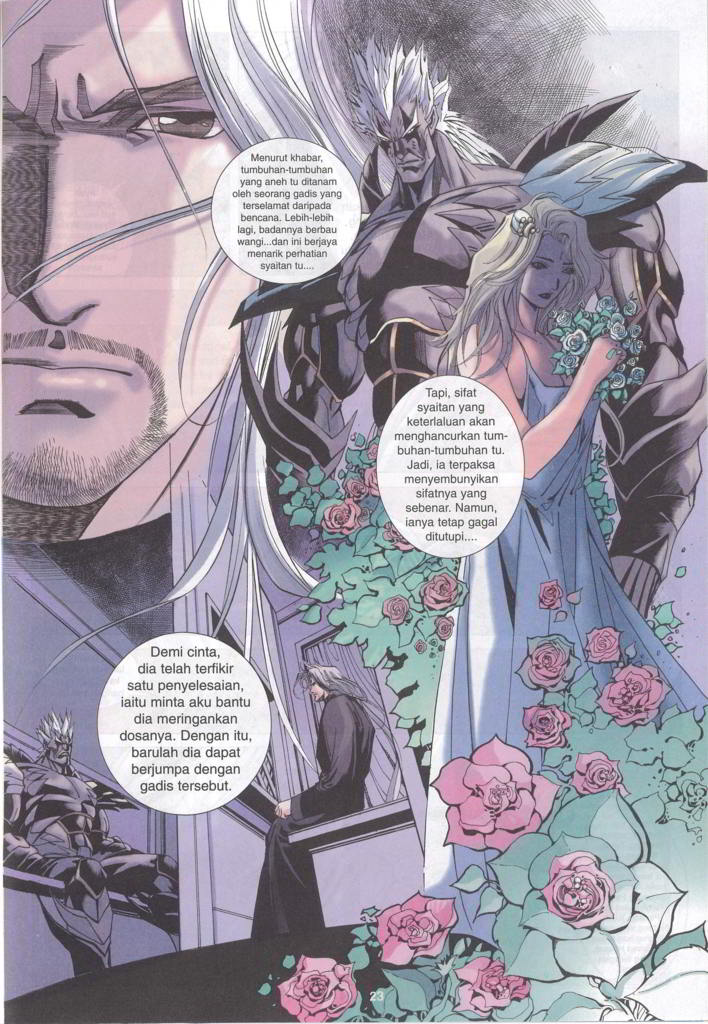 Menurut khabar,
tumbuhan-tumbuhan
yang aneh tu ditanam
oleh seorang gadis yang
terselamat daripada
bencana. Lebih-lebih
lagi, badannya berbau
wangi...dan ini berjaya
menarik perhatian
syaitan tu....
Tapi, sifat
syaitan yang
keterlaluan akan
menghancurkan tum-
buhan-tumbuhan tu.
Jadi, ia terpaksa
menyembunyikan
sifatnya yang
sebenar. Namun,
ianya tetap gagal
ditutupi....
Demi cinta,
dia telah terfikir
satu penyelesaian,
iaitu minta aku bantu
dia meringankan
dosanya. Dengan itu,
barulah dia dapat
berjumpa dengan
gadis tersebut.
23